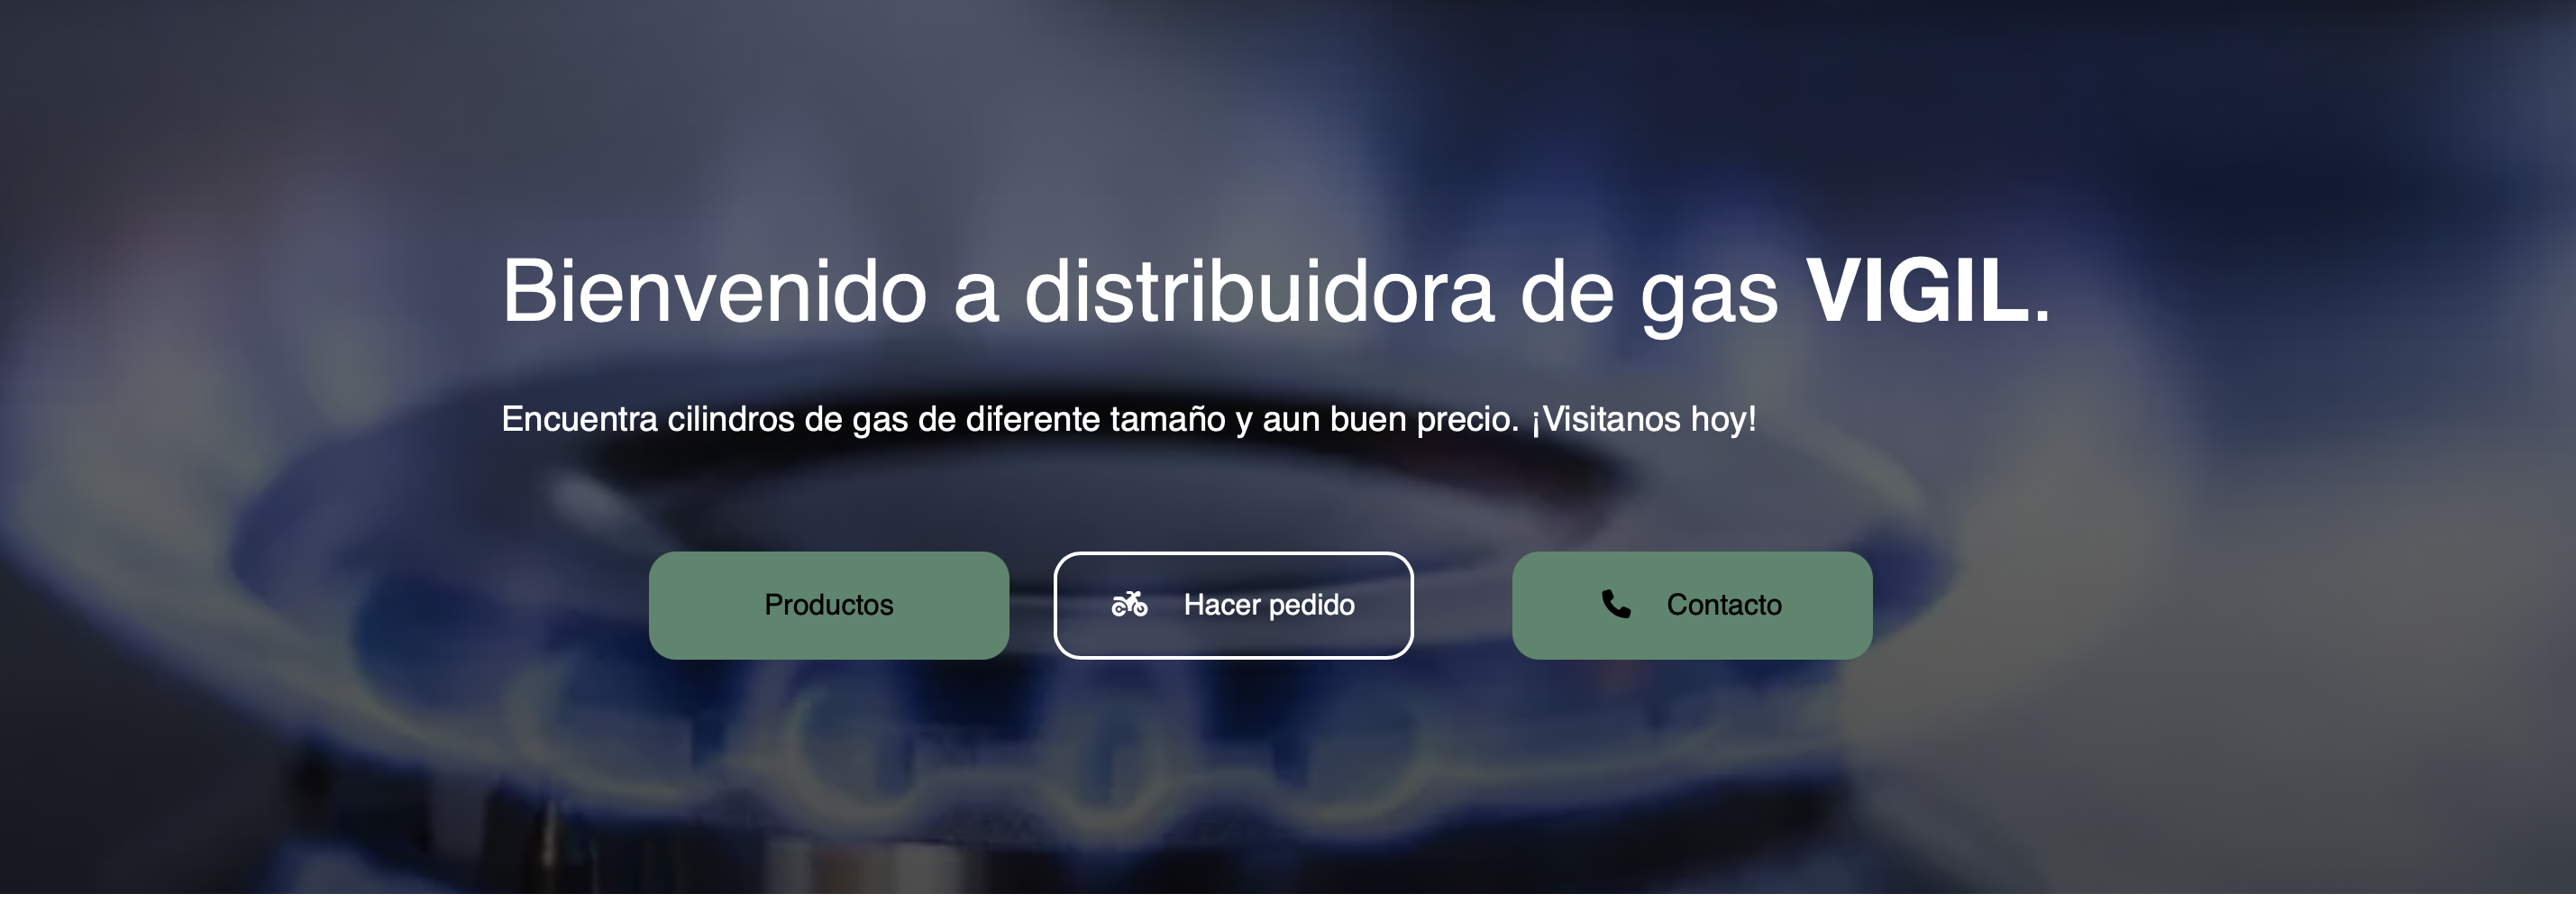 Bienvenido a distribuidora de gas VIGIL.
Encuentra cilindros de gas de diferente tamaño y aun buen precio. ¡Visitanos hoy!
Productos
Hacer pedido
Contacto